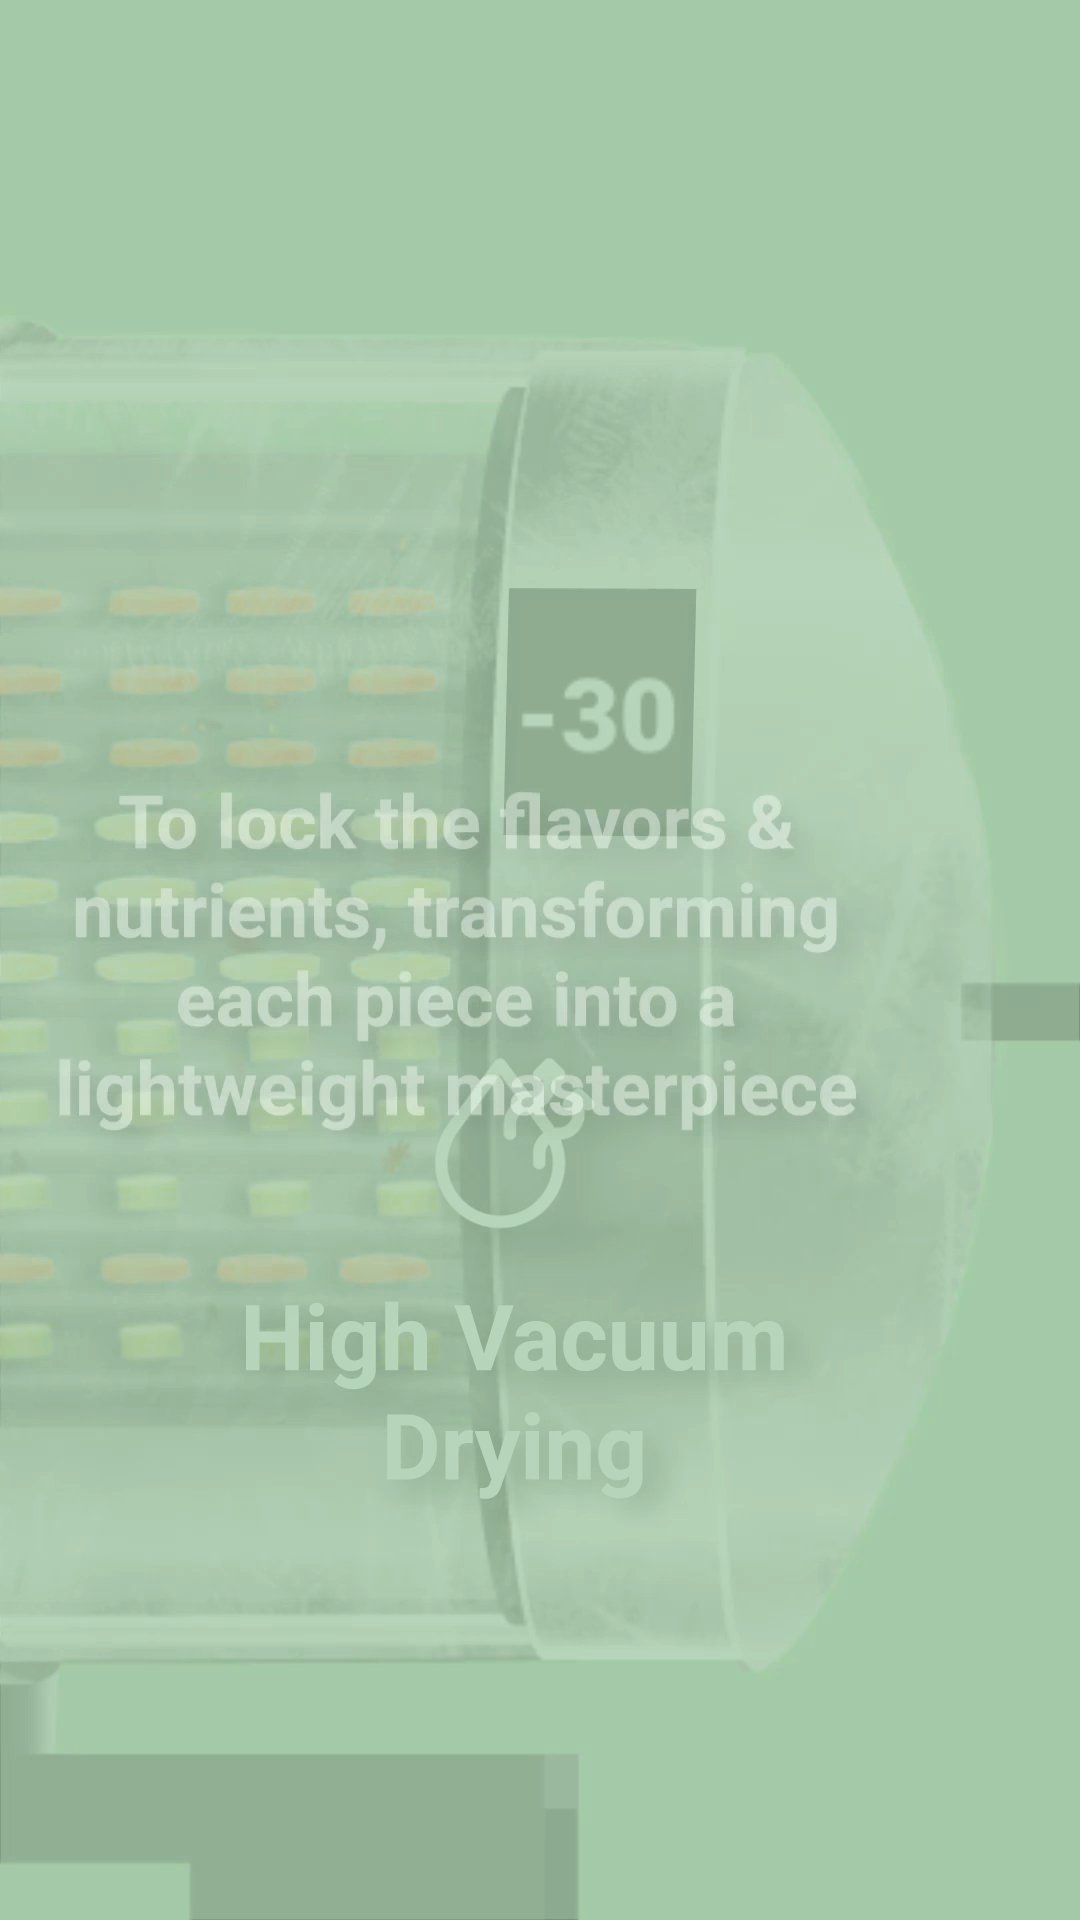 -30
To lock the flavors &
nutrients, transforming
each piece into a
lightweight masterpiece
High Vacuum
Drying